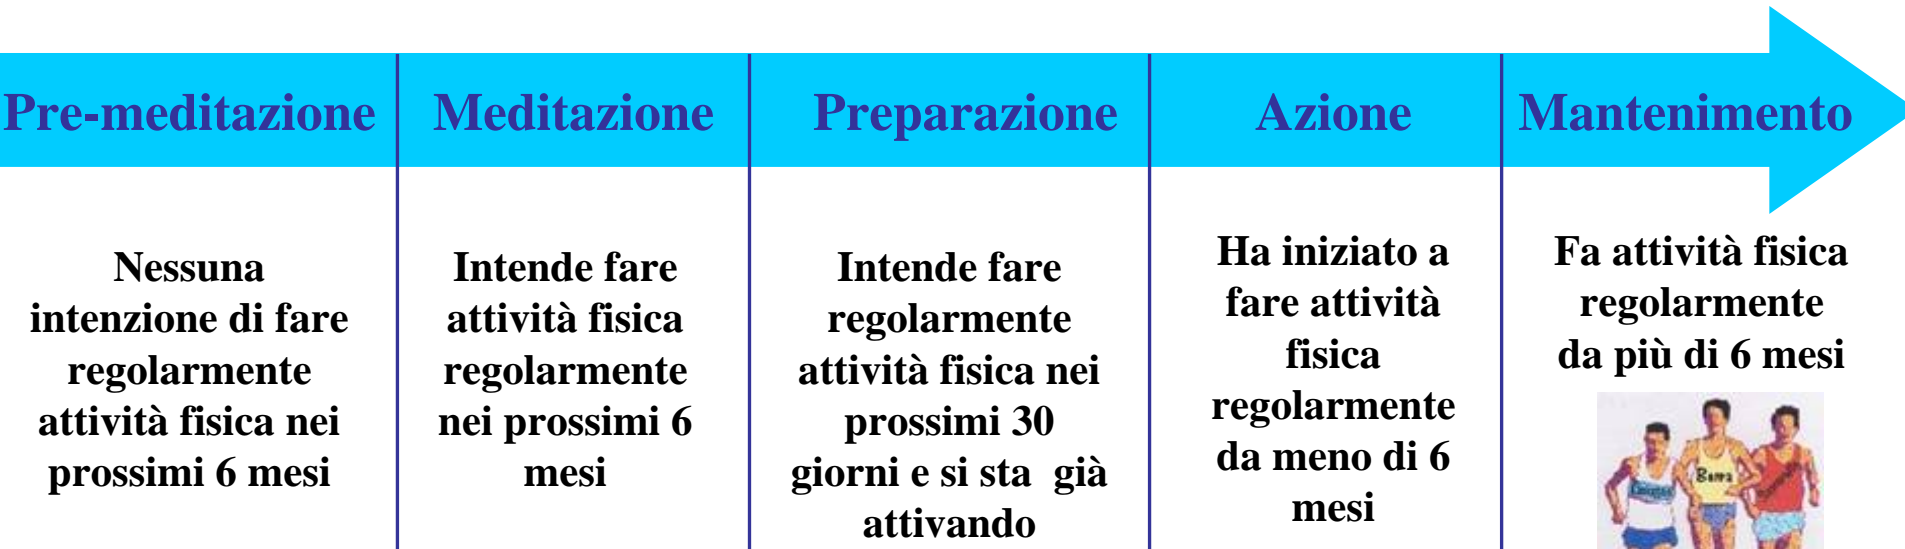 Pre-meditazione
Meditazione
Preparazione
Azione
Mantenimento
Nessuna
intenzione di fare
regolarmente
attività fisica nei
prossimi 6 mesi
Intende fare
attività fisica
regolarmente
nei prossimi 6
mesi
Intende fare
regolarmente
attività fisica nei
prossimi 30
giorni e si sta già
attivando
Ha iniziato a
fare attività
fisica
regolarmente
da meno di 6
mesi
Fa attività fisica
regolarmente
da più di 6 mesi